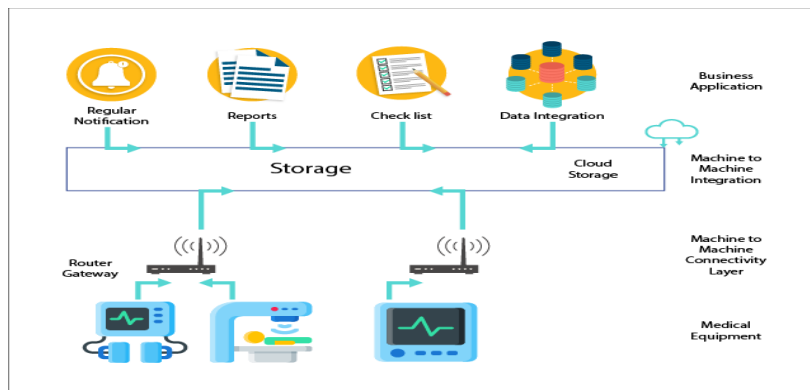 Regular
Notification
Reports
Check list
Data Integration
Business
Application
Storage
Cloud
Storage
Machine to
Machine
Integration
Router
Gateway
Machine to
Machine
Connectivity
Layer
Medical
Equipment